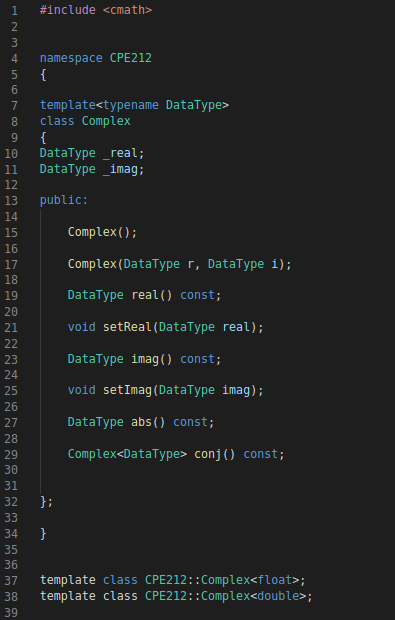 1 #include <cmath>
2
3
4 namespace CPE212
5 {
6
7 template<typename DataType>
8 class Complex
9 {
10 DataType _real;
11 DataType _imag;
12
13 public:
14
15 Complex();
16
17 Complex(DataType r, DataType i);
18
19 DataType real() const;
20
21 void setReal(DataType real);
22
23 DataType imag() const;
24
25 void setImag(DataType imag);
26
27 DataType abs() const;
28
29 Complex<DataType> conj() const;
30
31
32 };
33
34 }
35
36
37 template class CPE212::Complex<float>;
38 template class CPE212::Complex<double>;
39